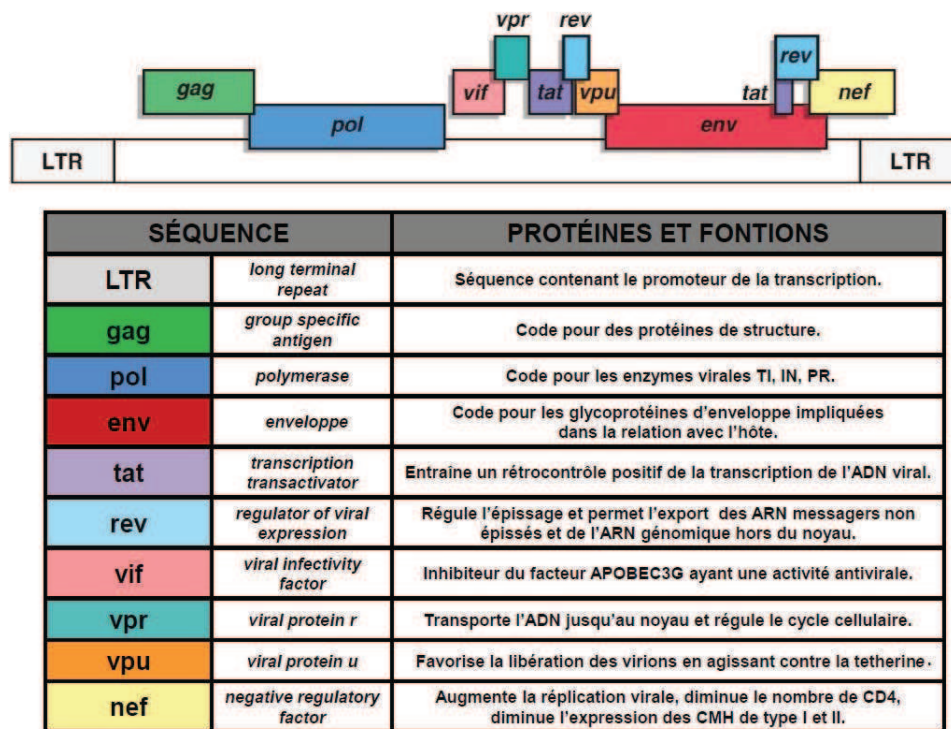 vpr
rev
rev
gag
vif
tat
vpu
tat
nef
pol
env
LTR
LTR
SÉQUENCE
PROTÉINES ET FONTIONS
LTR
long terminal
repeat
Séquence contenant le promoteur de la transcription.
gag
group specific
antigen
Code pour des protéines de structure.
pol
polymerase
Code pour les enzymes virales TI, IN, PR.
env
enveloppe
Code pour les glycoprotéines d'enveloppe impliquées
dans la relation avec l'hôte.
tat
transcription
transactivator
Entraine un rétrocontrôle positif de la transcription de l'ADN viral.
rev
regulator of viral
expression
Régule l'épissage et permet l'export des ARN messagers non
épissés et de l'ARN génomique hors du noyau.
vif
viral infectivity
factor
Inhibiteur du facteur APOBEC3G ayant une activité antivirale.
vpr
viral protein r
Transporte l'ADN jusqu'au noyau et régule le cycle cellulaire.
vpu
viral protein u
Favorise la libération des virions en agissant contre la tetherine.
nef
negative regulatory
factor
Augmente la réplication virale, diminue le nombre de CD4,
diminue l'expression des CMH de type I et II.